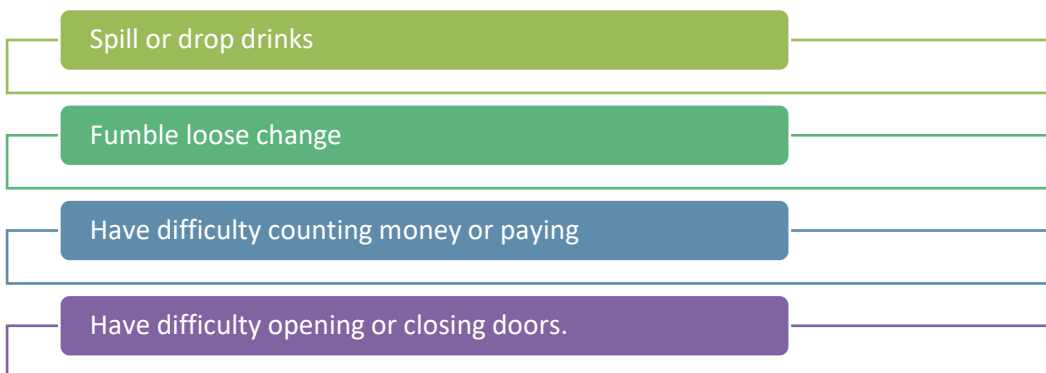 Spill or drop drinks
Fumble loose change
Have difficulty counting money or paying
Have difficulty opening or closing doors.